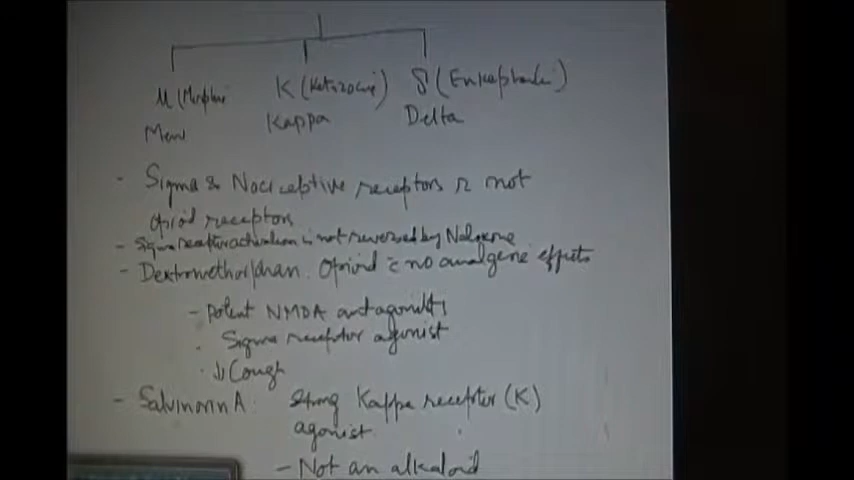 μ (Morphine K (Ketazocine) δ (Enkephalin)
Meu Kappa Delta
- Sigma & Nociceptive receptors r not
opioid receptors
- Sigma receptor activation is not reversed by Naloxone
- Dextromethorphan. Opioid c̄ no analgesic effects
- Potent NMDA antagonist
Sigma receptor agonist
↓ Cough
- Salvinorin A Strong Kappa receptor (K)
agonist
- Not an alkaloid